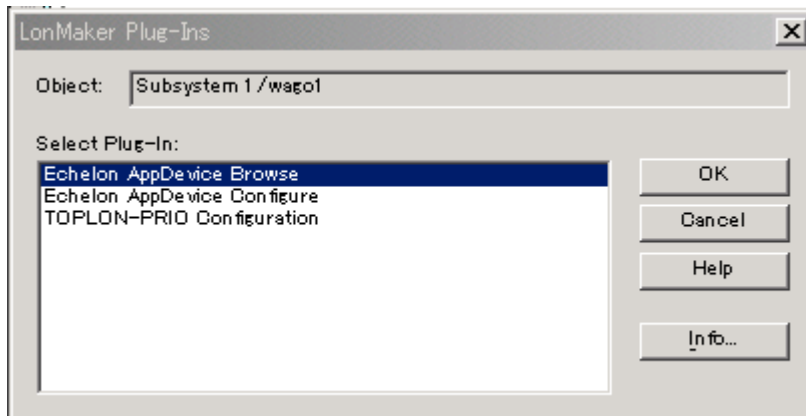 LonMaker Plug-Ins
Object: Subsystem 1/wago1
Select Plug-In:
Echelon AppDevice Browse
Echelon AppDevice Configure
TOPLON-PRIO Configuration
OK
Cancel
Help
Info...